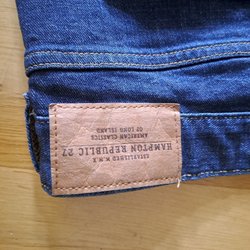 HAMPTON REPUBLIC 27
ESTABLISHED W.W.X
AMERICAN CLASSICS
OF LONG ISLAND